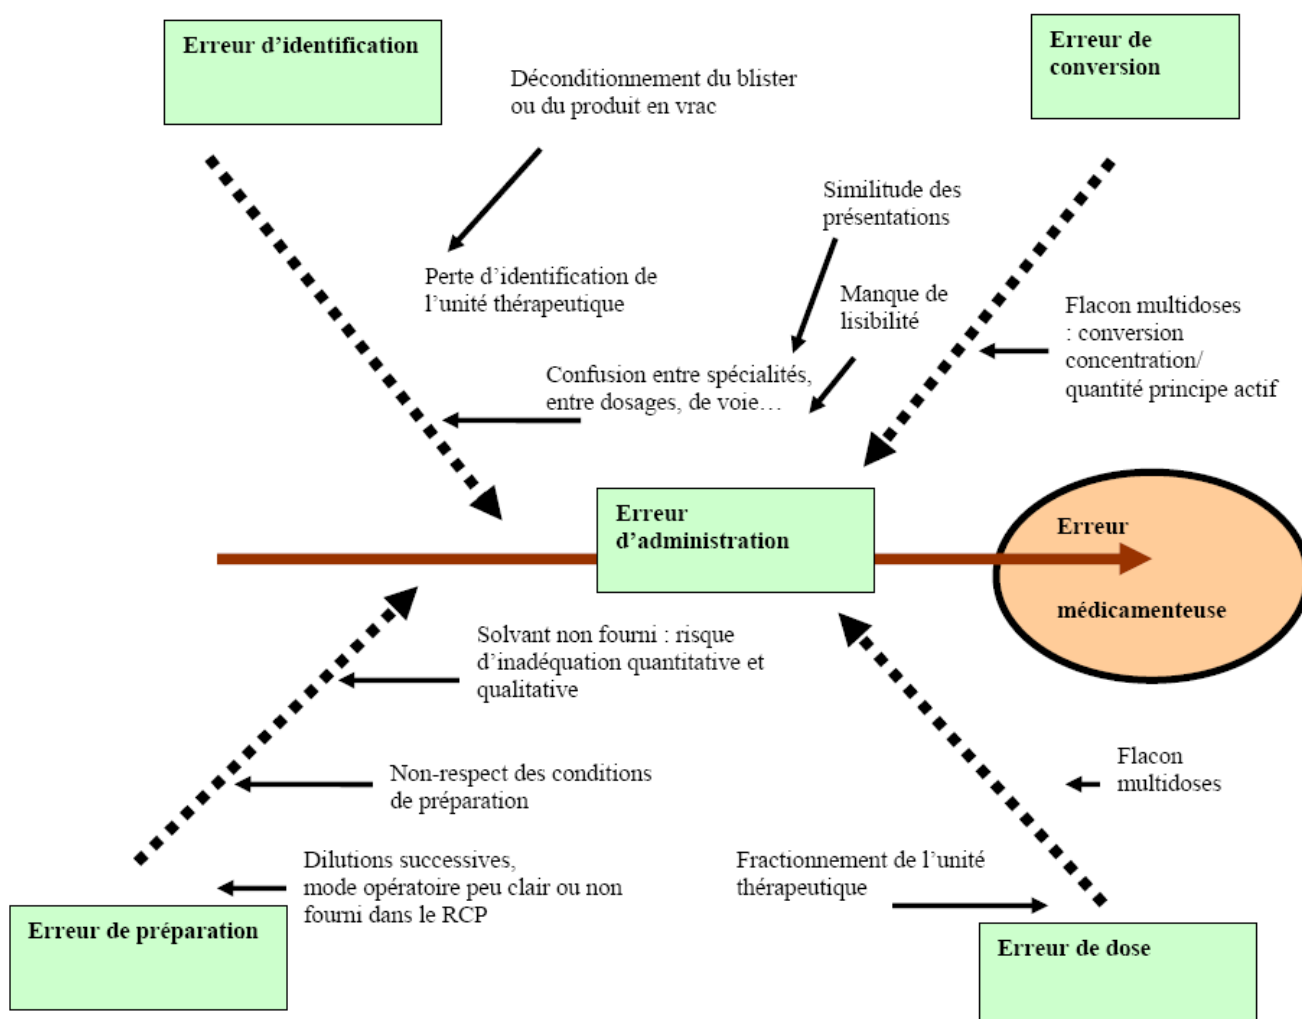 Erreur d’identification
Erreur de
conversion
Déconditionnement du blister
ou du produit en vrac
Similitude des
présentations
Perte d’identification de
l’unité thérapeutique
Manque de
lisibilité
Flacon multidoses
: conversion
concentration/
quantité principe actif
Confusion entre spécialités,
entre dosages, de voie…
Erreur
d’administration
Erreur
médicamenteuse
Solvant non fourni : risque
d’inadéquation quantitative et
qualitative
Non-respect des conditions
de préparation
Flacon
multidoses
Dilutions successives,
mode opératoire peu clair ou non
fourni dans le RCP
Fractionnement de l’unité
thérapeutique
Erreur de préparation
Erreur de dose